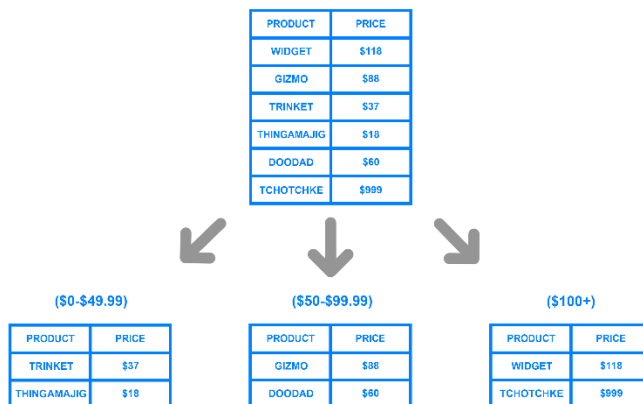 PRODUCT PRICE
WIDGET $118
GIZMO $88
TRINKET $37
THINGAMAJIG $18
DOODAD $60
TCHOTCHKE $999
($0-$49.99) ($50-$99.99) ($100+)
PRODUCT PRICE PRODUCT PRICE PRODUCT PRICE
TRINKET $37 GIZMO $88 WIDGET $118
THINGAMAJIG $18 DOODAD $60 TCHOTCHKE $999